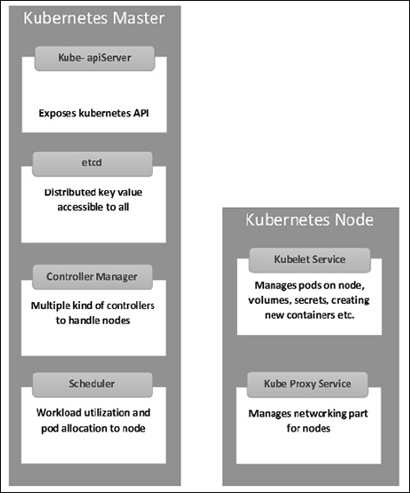 Kubernetes Master
Kube- apiServer
Exposes kubernetes API
etcd
Distributed key value
accessible to all
Controller Manager
Multiple kind of controllers
to handle nodes
Scheduler
Workload utilization and
pod allocation to node
Kubernetes Node
Kubelet Service
Manages pods on node,
volumes, secrets, creating
new containers etc.
Kube Proxy Service
Manages networking part
for nodes